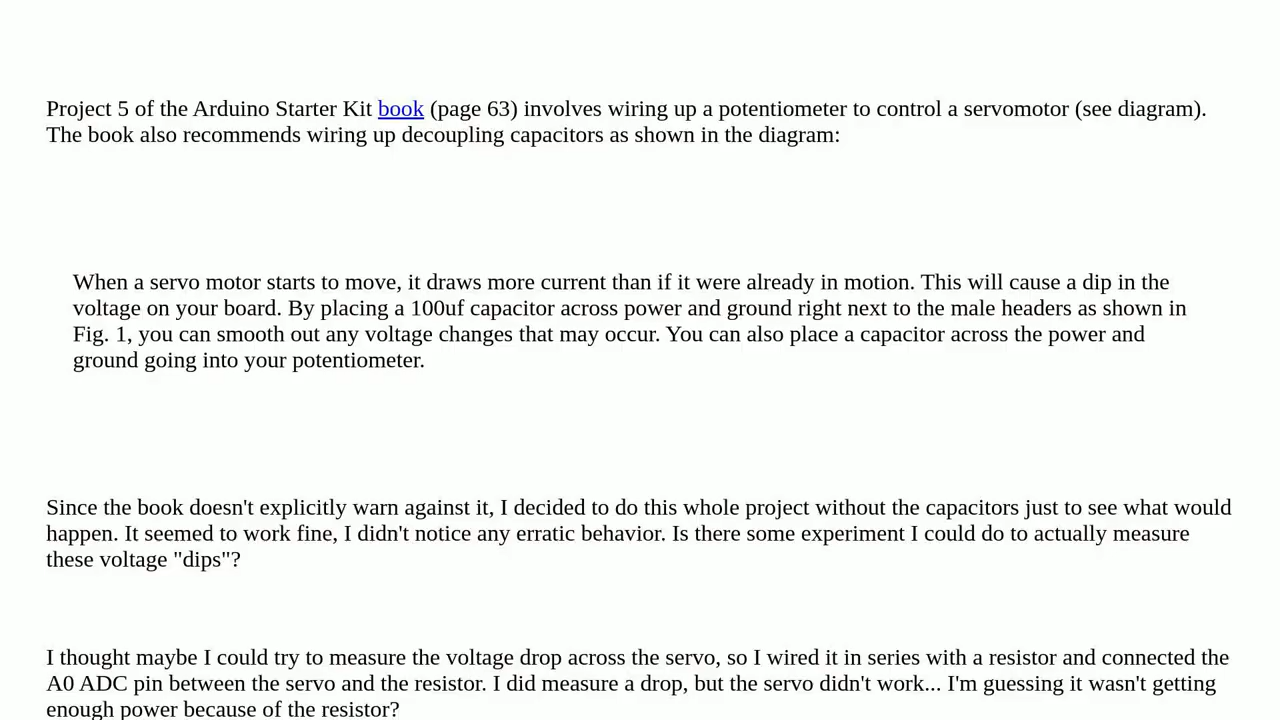 Project 5 of the Arduino Starter Kit book (page 63) involves wiring up a potentiometer to control a servomotor (see diagram).
The book also recommends wiring up decoupling capacitors as shown in the diagram:
When a servo motor starts to move, it draws more current than if it were already in motion. This will cause a dip in the
voltage on your board. By placing a 100uf capacitor across power and ground right next to the male headers as shown in
Fig. 1, you can smooth out any voltage changes that may occur. You can also place a capacitor across the power and
ground going into your potentiometer.
Since the book doesn't explicitly warn against it, I decided to do this whole project without the capacitors just to see what would
happen. It seemed to work fine, I didn't notice any erratic behavior. Is there some experiment I could do to actually measure
these voltage "dips"?
I thought maybe I could try to measure the voltage drop across the servo, so I wired it in series with a resistor and connected the
A0 ADC pin between the servo and the resistor. I did measure a drop, but the servo didn't work... I'm guessing it wasn't getting
enough power because of the resistor?